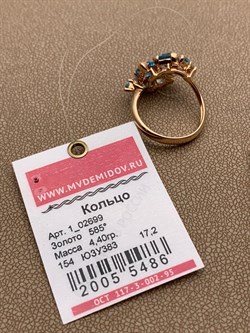 WWW.MVDEMIDOV.RU
Кольцо
Арт. 1_02699
Золото 585°
Масса 4,40гр. 17,2
154 ЮЗУ383
2005 5486
ОСТ 117-3-002-95